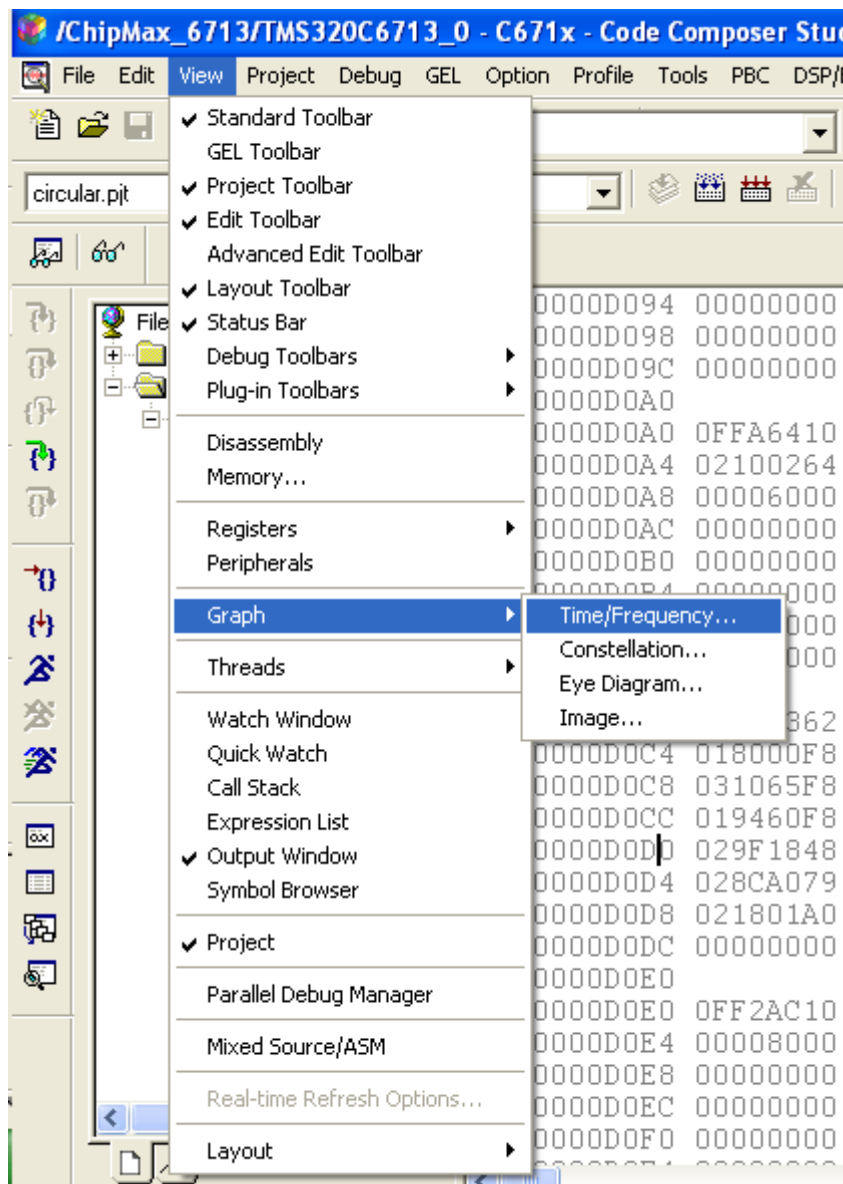 /ChipMax_6713/TMS320C6713_0 - C671x - Code Composer Stu
File Edit View Project Debug GEL Option Profile Tools PBC DSP/
circular.pjt
File
Standard Toolbar
GEL Toolbar
Project Toolbar
Edit Toolbar
Advanced Edit Toolbar
Layout Toolbar
Status Bar
Debug Toolbars
Plug-in Toolbars
Disassembly
Memory...
Registers
Peripherals
Graph
Threads
Watch Window
Quick Watch
Call Stack
Expression List
Output Window
Symbol Browser
Project
Parallel Debug Manager
Mixed Source/ASM
Real-time Refresh Options...
Layout
Time/Frequency...
Constellation...
Eye Diagram...
Image...
0000D094 00000000
0000D098 00000000
0000D09C 00000000
0000D0A0
0000D0A0 0FFA6410
0000D0A4 02100264
0000D0A8 00006000
0000D0AC 00000000
0000D0B0 00000000
0000D0B4 00000000
000
000
362
0000D0C4 018000F8
0000D0C8 031065F8
0000D0CC 019460F8
0000D0D0 029F1848
0000D0D4 028CA079
0000D0D8 021801A0
0000D0DC 00000000
0000D0E0
0000D0E0 0FF2AC10
0000D0E4 00008000
0000D0E8 00000000
0000D0EC 00000000
0000D0F0 00000000